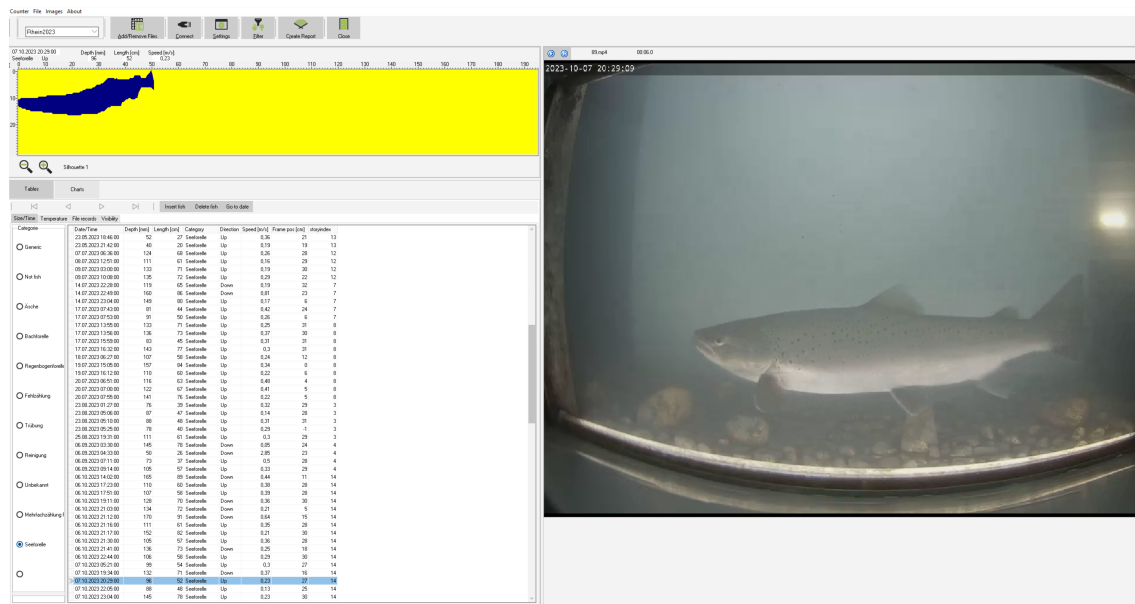 Counter File Images About
Rhein2023
Add/Remove Files Connect Settings Filter Create Report Close
07.10.2023 20:29:00 Depth [mm] Length [cm] Speed [m/s]
Seeforelle Up 96 52 0,23
0 10 20 30 40 50 60 70 80 90 100 110 120 130 140 150 160 170 180 190
0
10
20
Silhouette 1
Tables Charts
Insert fish Delete fish Go to date
Size/Time Temperature File records Visibility
Categorie
Generic
Not fish
Äsche
Bachforelle
Regenbogenforelle
Fehlzählung
Trübung
Reinigung
Unbekannt
Mehrfachzählung F
Seeforelle
Date/Time Depth [mm] Length [cm] Category Direction Speed [m/s] Frame pos [cm] storyindex
23.05.2023 18:46:00 52 27 Seeforelle Up 0,36 21 13
23.05.2023 21:42:00 40 20 Seeforelle Up 0,19 19 13
07.07.2023 06:36:00 124 68 Seeforelle Up 0,26 28 12
08.07.2023 12:51:00 111 61 Seeforelle Up 0,16 29 12
09.07.2023 03:00:00 133 71 Seeforelle Up 0,19 30 12
09.07.2023 10:08:00 135 72 Seeforelle Up 0,29 22 12
14.07.2023 22:28:00 119 65 Seeforelle Down 0,19 32 7
14.07.2023 22:49:00 160 86 Seeforelle Down 0,81 23 7
14.07.2023 23:04:00 149 80 Seeforelle Up 0,17 6 7
17.07.2023 07:43:00 81 44 Seeforelle Up 0,42 24 7
17.07.2023 07:53:00 91 50 Seeforelle Up 0,26 6 7
17.07.2023 13:55:00 133 71 Seeforelle Up 0,25 31 8
17.07.2023 13:56:00 136 73 Seeforelle Up 0,37 30 8
17.07.2023 15:59:00 83 45 Seeforelle Up 0,31 31 8
17.07.2023 16:32:00 143 77 Seeforelle Up 0,3 31 8
18.07.2023 06:27:00 107 58 Seeforelle Up 0,24 12 8
19.07.2023 15:05:00 157 84 Seeforelle Up 0,34 0 8
19.07.2023 16:12:00 110 60 Seeforelle Up 0,22 6 8
20.07.2023 06:51:00 116 63 Seeforelle Up 0,48 4 8
20.07.2023 07:00:00 122 67 Seeforelle Up 0,41 5 8
20.07.2023 07:55:00 141 76 Seeforelle Up 0,22 5 8
23.08.2023 01:27:00 76 39 Seeforelle Up 0,32 29 3
23.08.2023 05:06:00 87 47 Seeforelle Up 0,14 28 3
23.08.2023 05:10:00 88 48 Seeforelle Up 0,31 31 3
23.08.2023 05:25:00 78 40 Seeforelle Up 0,29 -1 3
25.08.2023 19:31:00 111 61 Seeforelle Up 0,3 29 3
06.09.2023 03:30:00 145 78 Seeforelle Down 0,05 24 4
06.09.2023 04:33:00 50 26 Seeforelle Down 2,85 23 4
06.09.2023 07:11:00 73 37 Seeforelle Up 0,5 28 4
06.09.2023 09:14:00 105 57 Seeforelle Up 0,33 29 4
06.10.2023 14:02:00 165 89 Seeforelle Down 0,44 11 14
06.10.2023 17:23:00 110 60 Seeforelle Up 0,38 28 14
06.10.2023 17:51:00 107 58 Seeforelle Up 0,39 28 14
06.10.2023 19:11:00 128 70 Seeforelle Down 0,36 30 14
06.10.2023 21:03:00 134 72 Seeforelle Down 0,21 5 14
06.10.2023 21:12:00 170 91 Seeforelle Down 0,64 15 14
06.10.2023 21:16:00 111 61 Seeforelle Up 0,35 28 14
06.10.2023 21:17:00 152 82 Seeforelle Up 0,21 30 14
06.10.2023 21:30:00 105 57 Seeforelle Up 0,36 28 14
06.10.2023 21:41:00 136 73 Seeforelle Down 0,25 18 14
06.10.2023 22:44:00 106 58 Seeforelle Up 0,29 30 14
07.10.2023 05:21:00 99 54 Seeforelle Up 0,3 27 14
07.10.2023 19:34:00 132 71 Seeforelle Down 0,37 16 14
07.10.2023 20:29:00 96 52 Seeforelle Up 0,23 27 14
07.10.2023 22:05:00 88 48 Seeforelle Up 0,13 25 14
07.10.2023 23:04:00 145 78 Seeforelle Up 0,23 30 14
89.mp4 00:06.0
2023-10-07 20:29:09